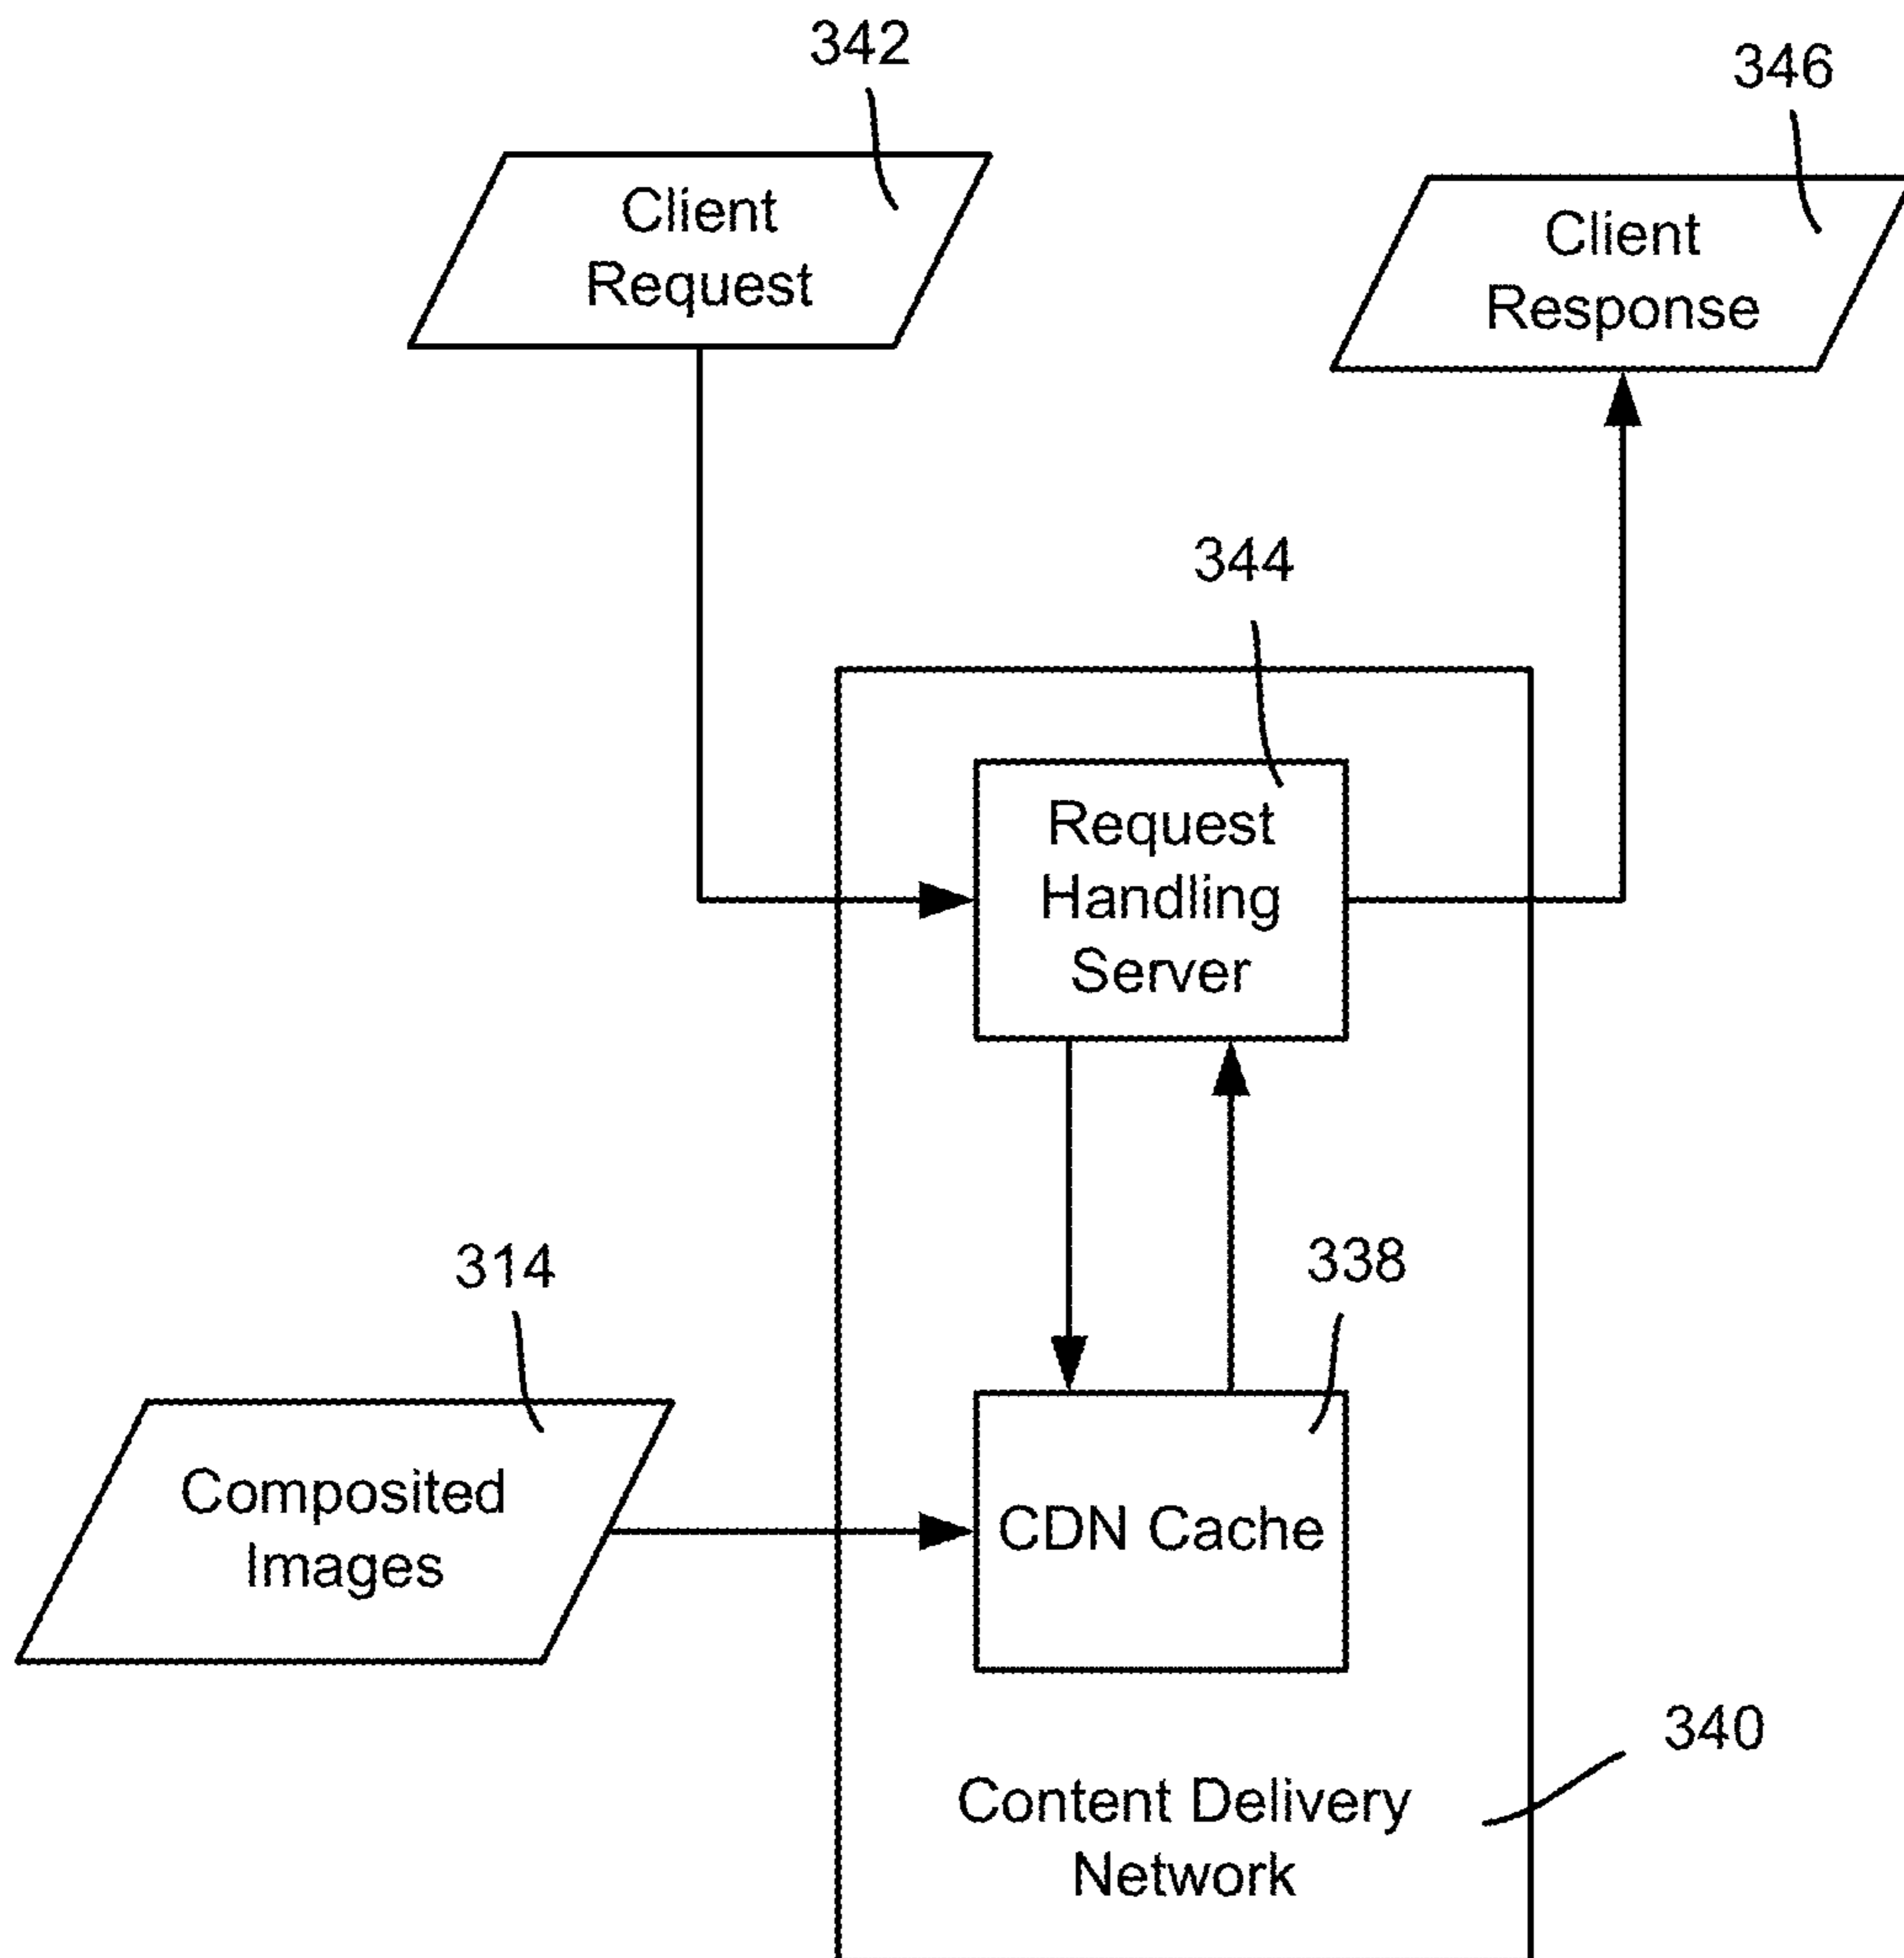 342
346
Client
Request
Client
Response
344
Request
Handling
Server
314
338
Composited
Images
CDN Cache
340
Content Delivery
Network